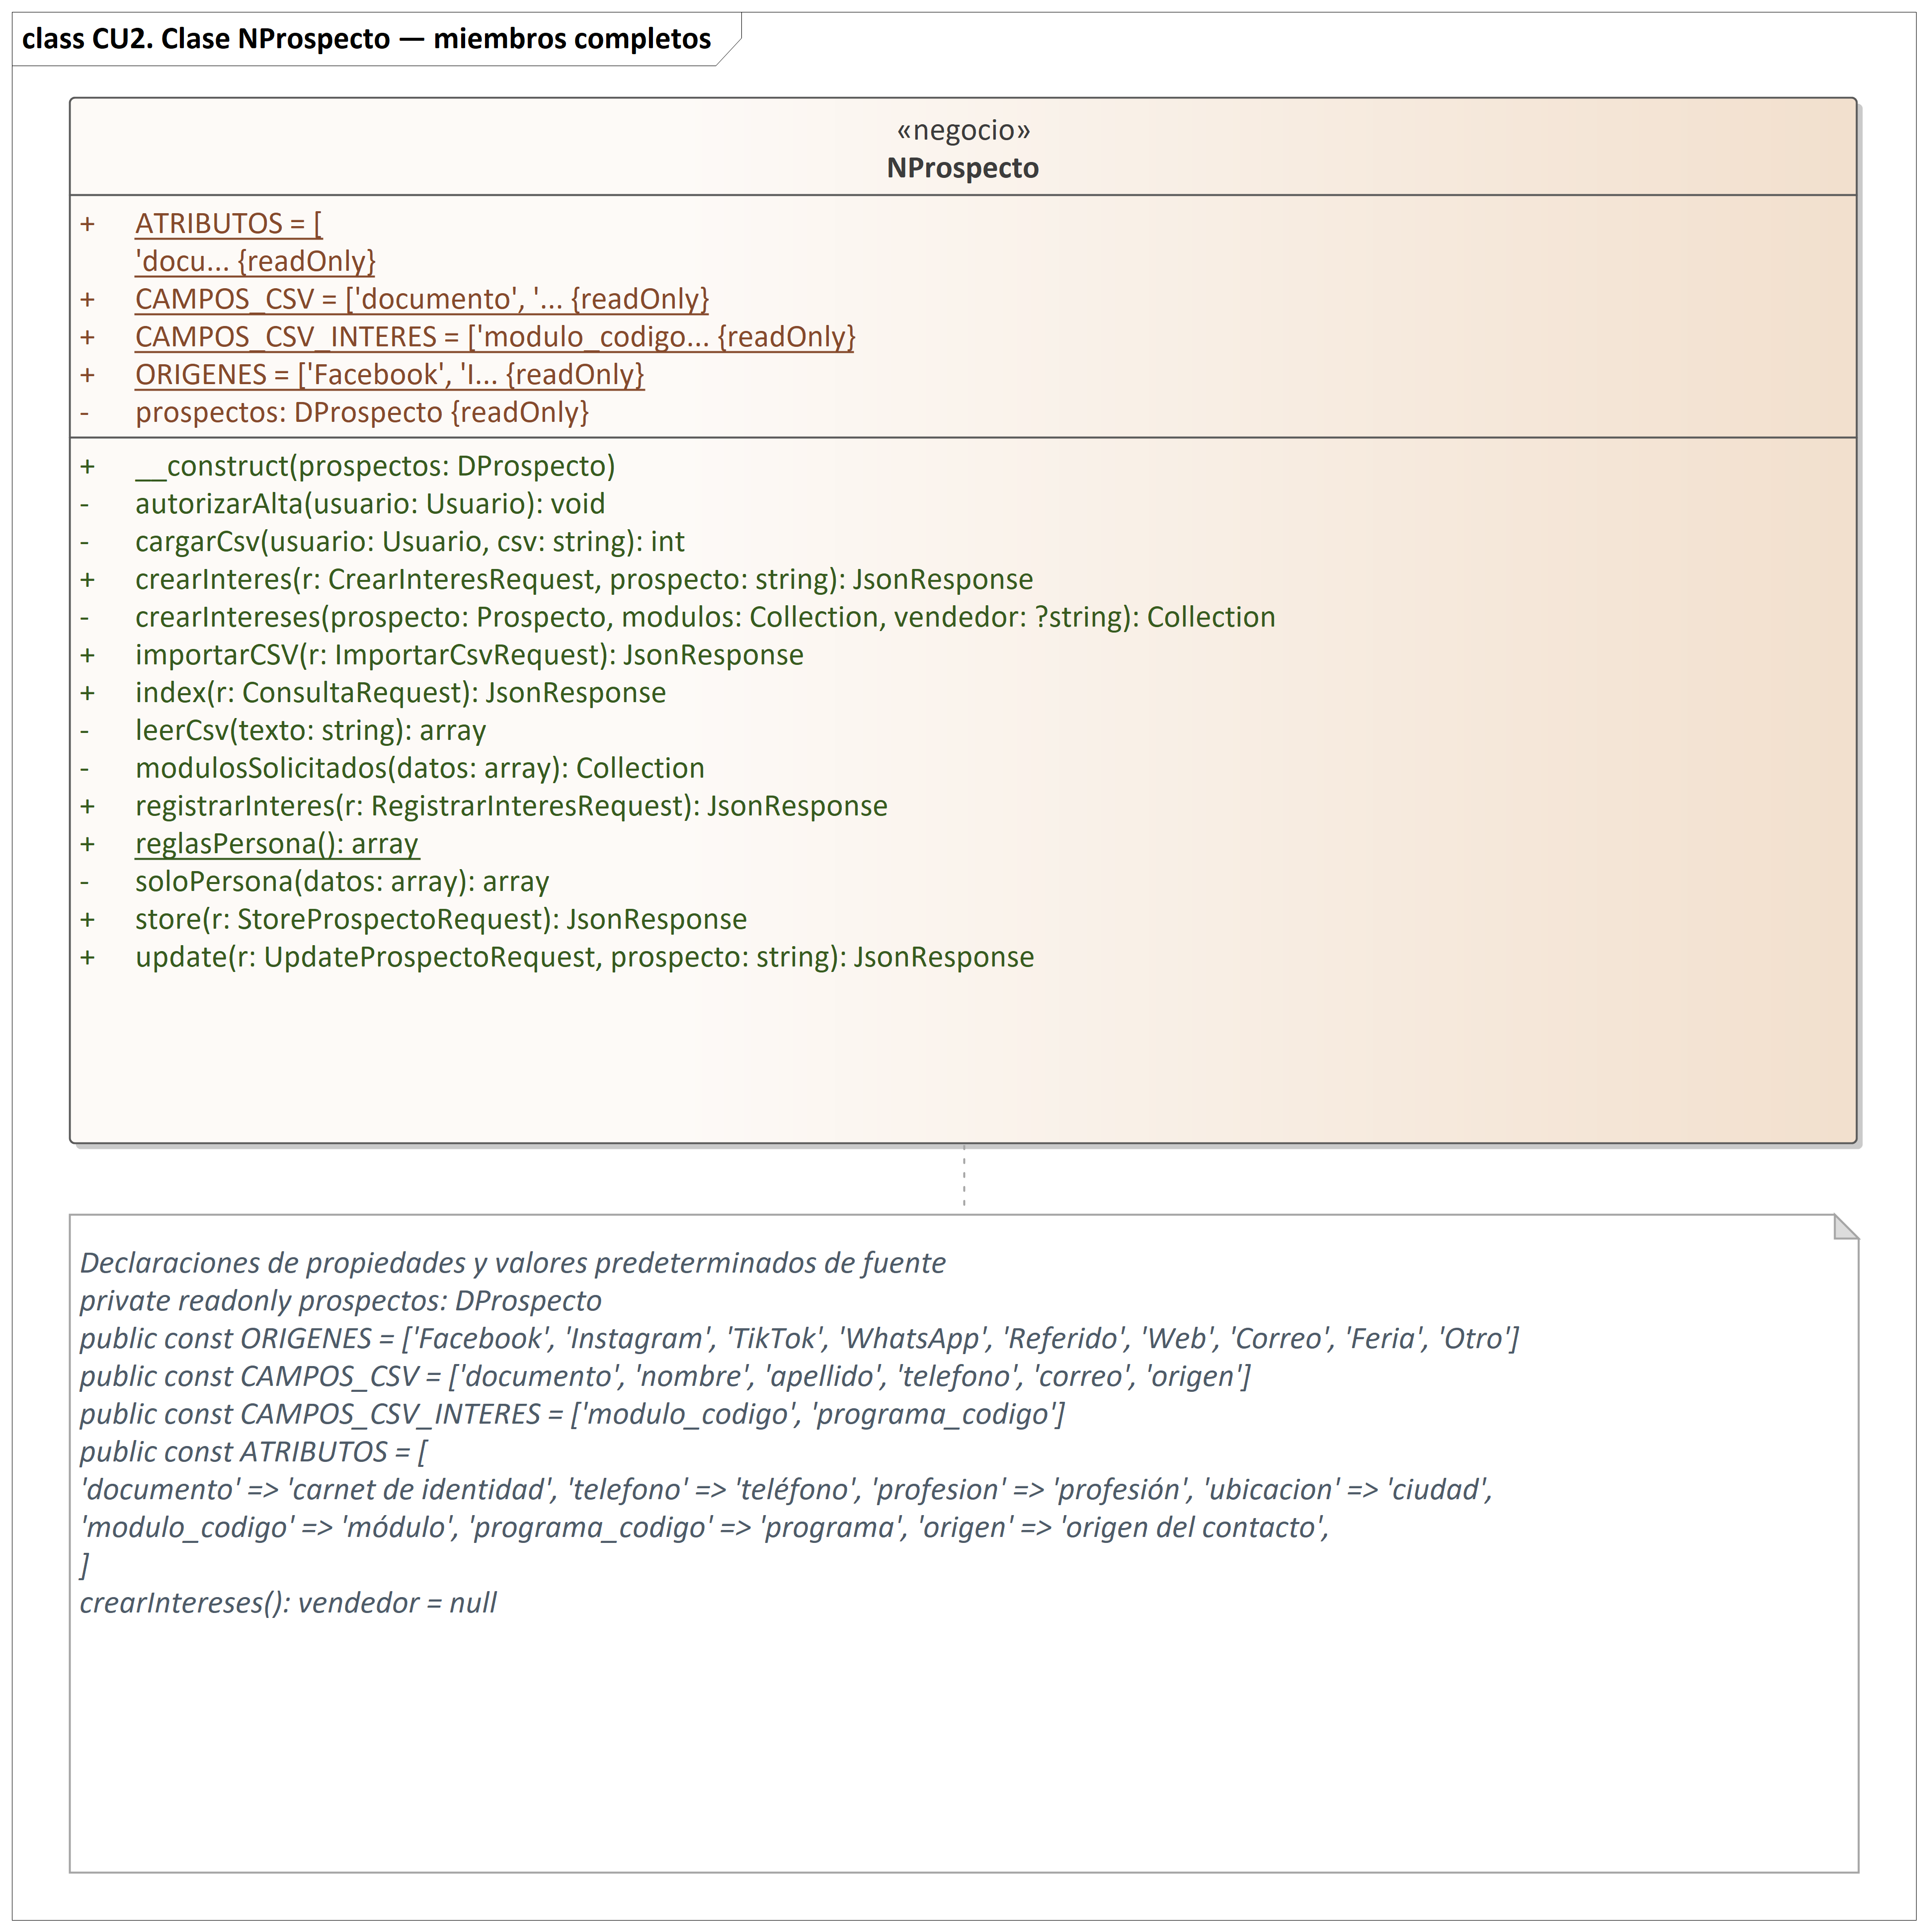 class CU2. Clase NProspecto — miembros completos
«negocio»
NProspecto
+ ATRIBUTOS = [
'docu... {readOnly}
+ CAMPOS_CSV = ['documento', '... {readOnly}
+ CAMPOS_CSV_INTERES = ['modulo_codigo... {readOnly}
+ ORIGENES = ['Facebook', 'I... {readOnly}
- prospectos: DProspecto {readOnly}
+ __construct(prospectos: DProspecto)
- autorizarAlta(usuario: Usuario): void
- cargarCsv(usuario: Usuario, csv: string): int
+ crearInteres(r: CrearInteresRequest, prospecto: string): JsonResponse
- crearIntereses(prospecto: Prospecto, modulos: Collection, vendedor: ?string): Collection
+ importarCSV(r: ImportarCsvRequest): JsonResponse
+ index(r: ConsultaRequest): JsonResponse
- leerCsv(texto: string): array
- modulosSolicitados(datos: array): Collection
+ registrarInteres(r: RegistrarInteresRequest): JsonResponse
+ reglasPersona(): array
- soloPersona(datos: array): array
+ store(r: StoreProspectoRequest): JsonResponse
+ update(r: UpdateProspectoRequest, prospecto: string): JsonResponse
Declaraciones de propiedades y valores predeterminados de fuente
private readonly prospectos: DProspecto
public const ORIGENES = ['Facebook', 'Instagram', 'TikTok', 'WhatsApp', 'Referido', 'Web', 'Correo', 'Feria', 'Otro']
public const CAMPOS_CSV = ['documento', 'nombre', 'apellido', 'telefono', 'correo', 'origen']
public const CAMPOS_CSV_INTERES = ['modulo_codigo', 'programa_codigo']
public const ATRIBUTOS = [
'documento' => 'carnet de identidad', 'telefono' => 'teléfono', 'profesion' => 'profesión', 'ubicacion' => 'ciudad',
'modulo_codigo' => 'módulo', 'programa_codigo' => 'programa', 'origen' => 'origen del contacto',
]
crearIntereses(): vendedor = null